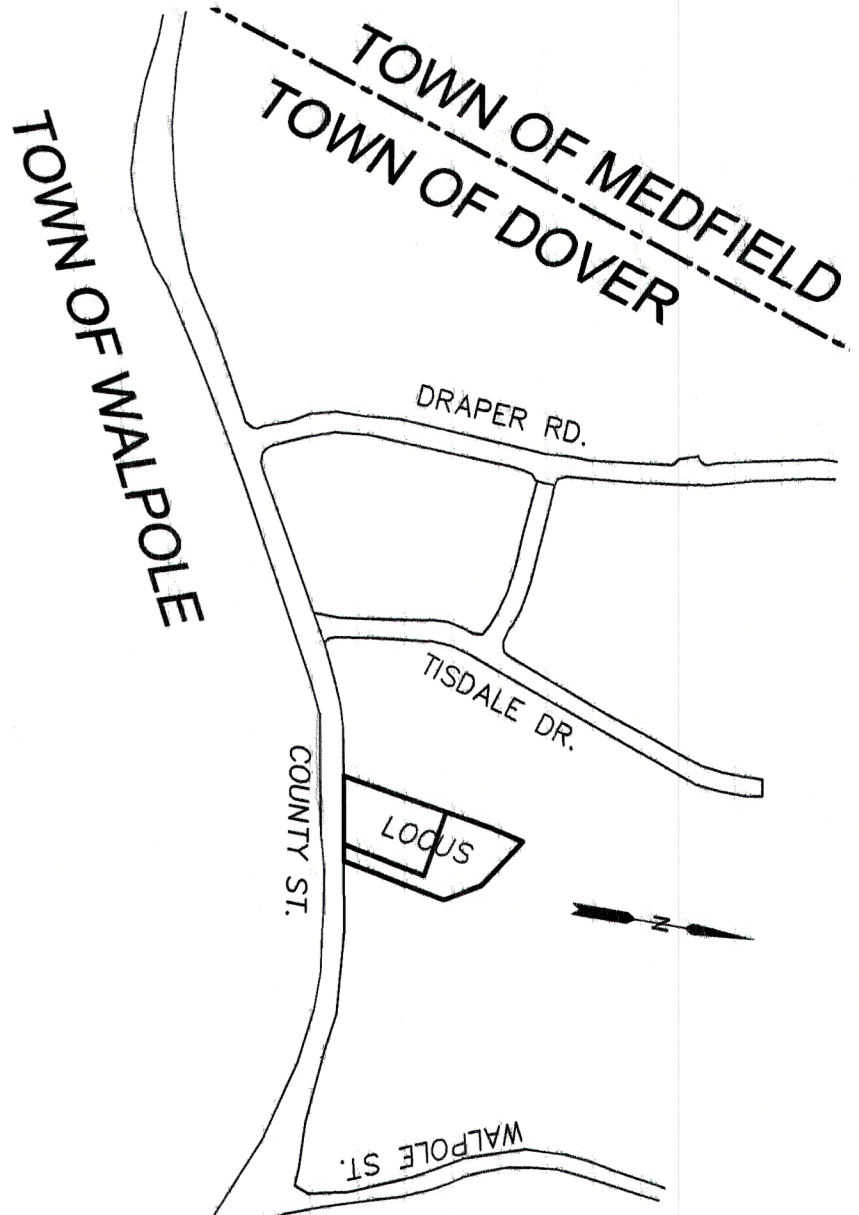 TOWN OF MEDFIELD
TOWN OF DOVER
TOWN OF WALPOLE
DRAPER RD.
TISDALE DR.
COUNTY ST.
LOCUS
N
WALPOLE ST.